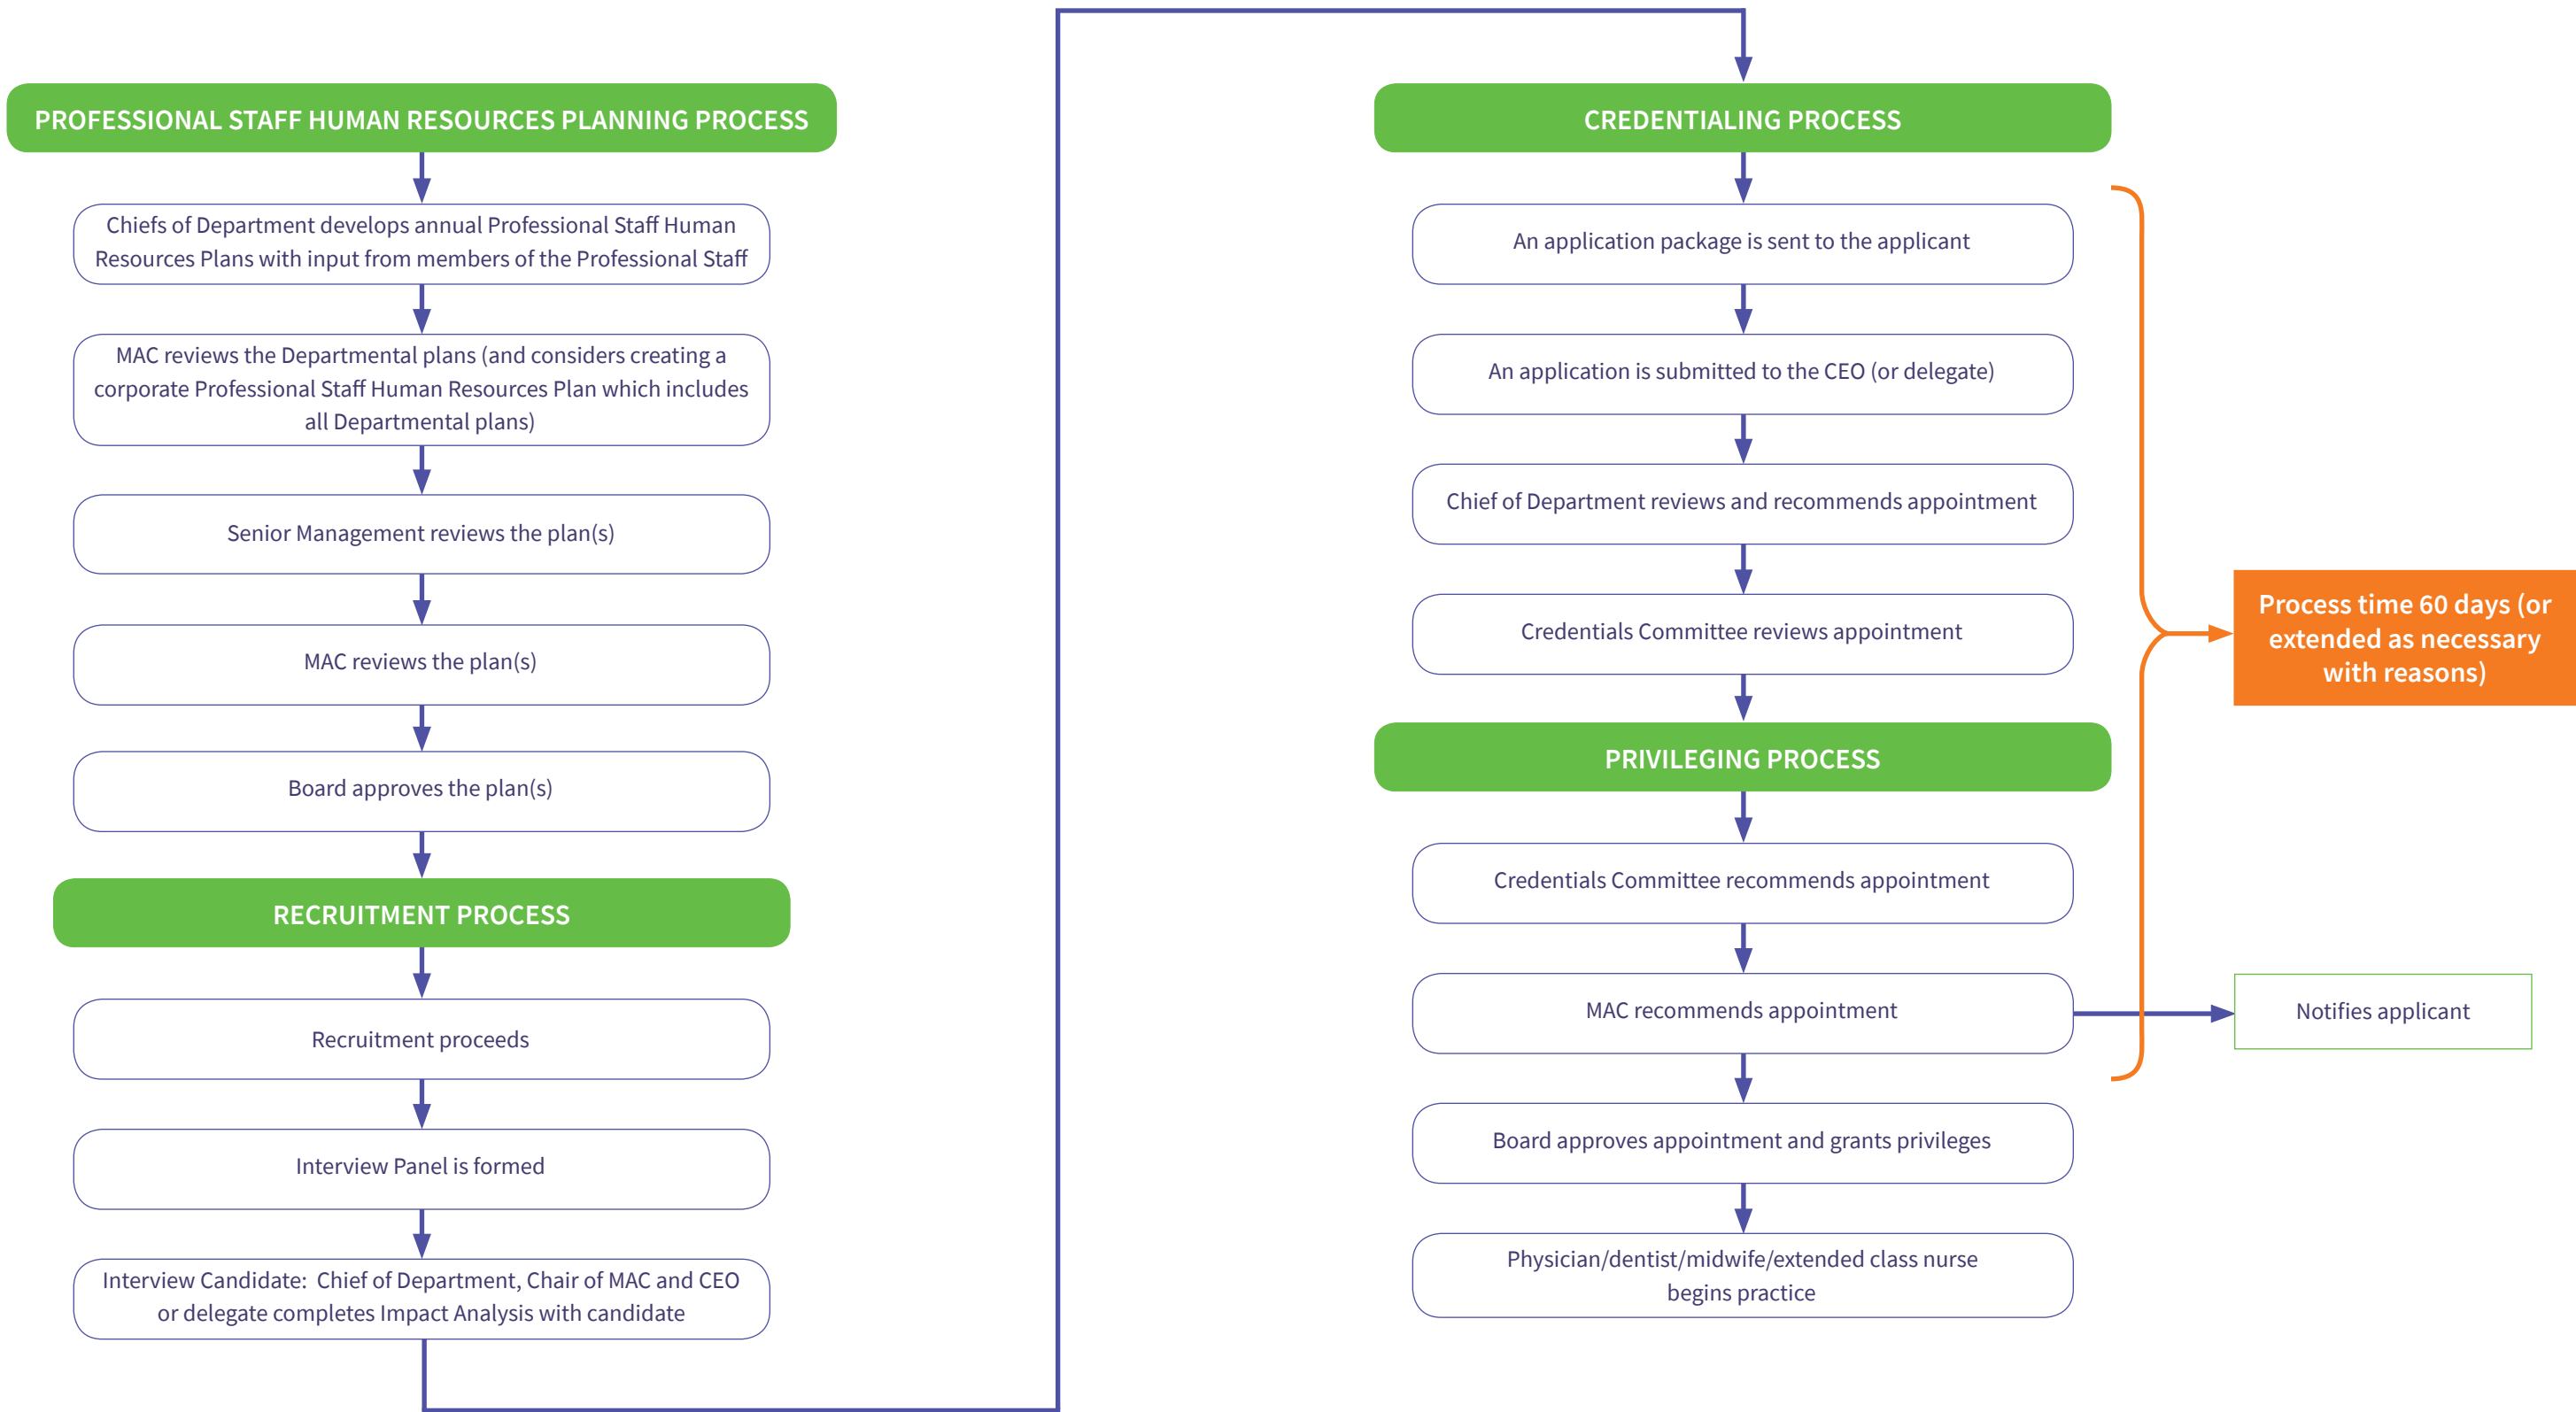 PROFESSIONAL STAFF HUMAN RESOURCES PLANNING PROCESS
Chiefs of Department develops annual Professional Staff Human
Resources Plans with input from members of the Professional Staff
MAC reviews the Departmental plans (and considers creating a
corporate Professional Staff Human Resources Plan which includes
all Departmental plans)
Senior Management reviews the plan(s)
MAC reviews the plan(s)
Board approves the plan(s)
RECRUITMENT PROCESS
Recruitment proceeds
Interview Panel is formed
Interview Candidate: Chief of Department, Chair of MAC and CEO
or delegate completes Impact Analysis with candidate
CREDENTIALING PROCESS
An application package is sent to the applicant
An application is submitted to the CEO (or delegate)
Chief of Department reviews and recommends appointment
Credentials Committee reviews appointment
PRIVILEGING PROCESS
Credentials Committee recommends appointment
MAC recommends appointment
Board approves appointment and grants privileges
Physician/dentist/midwife/extended class nurse
begins practice
Process time 60 days (or
extended as necessary
with reasons)
Notifies applicant